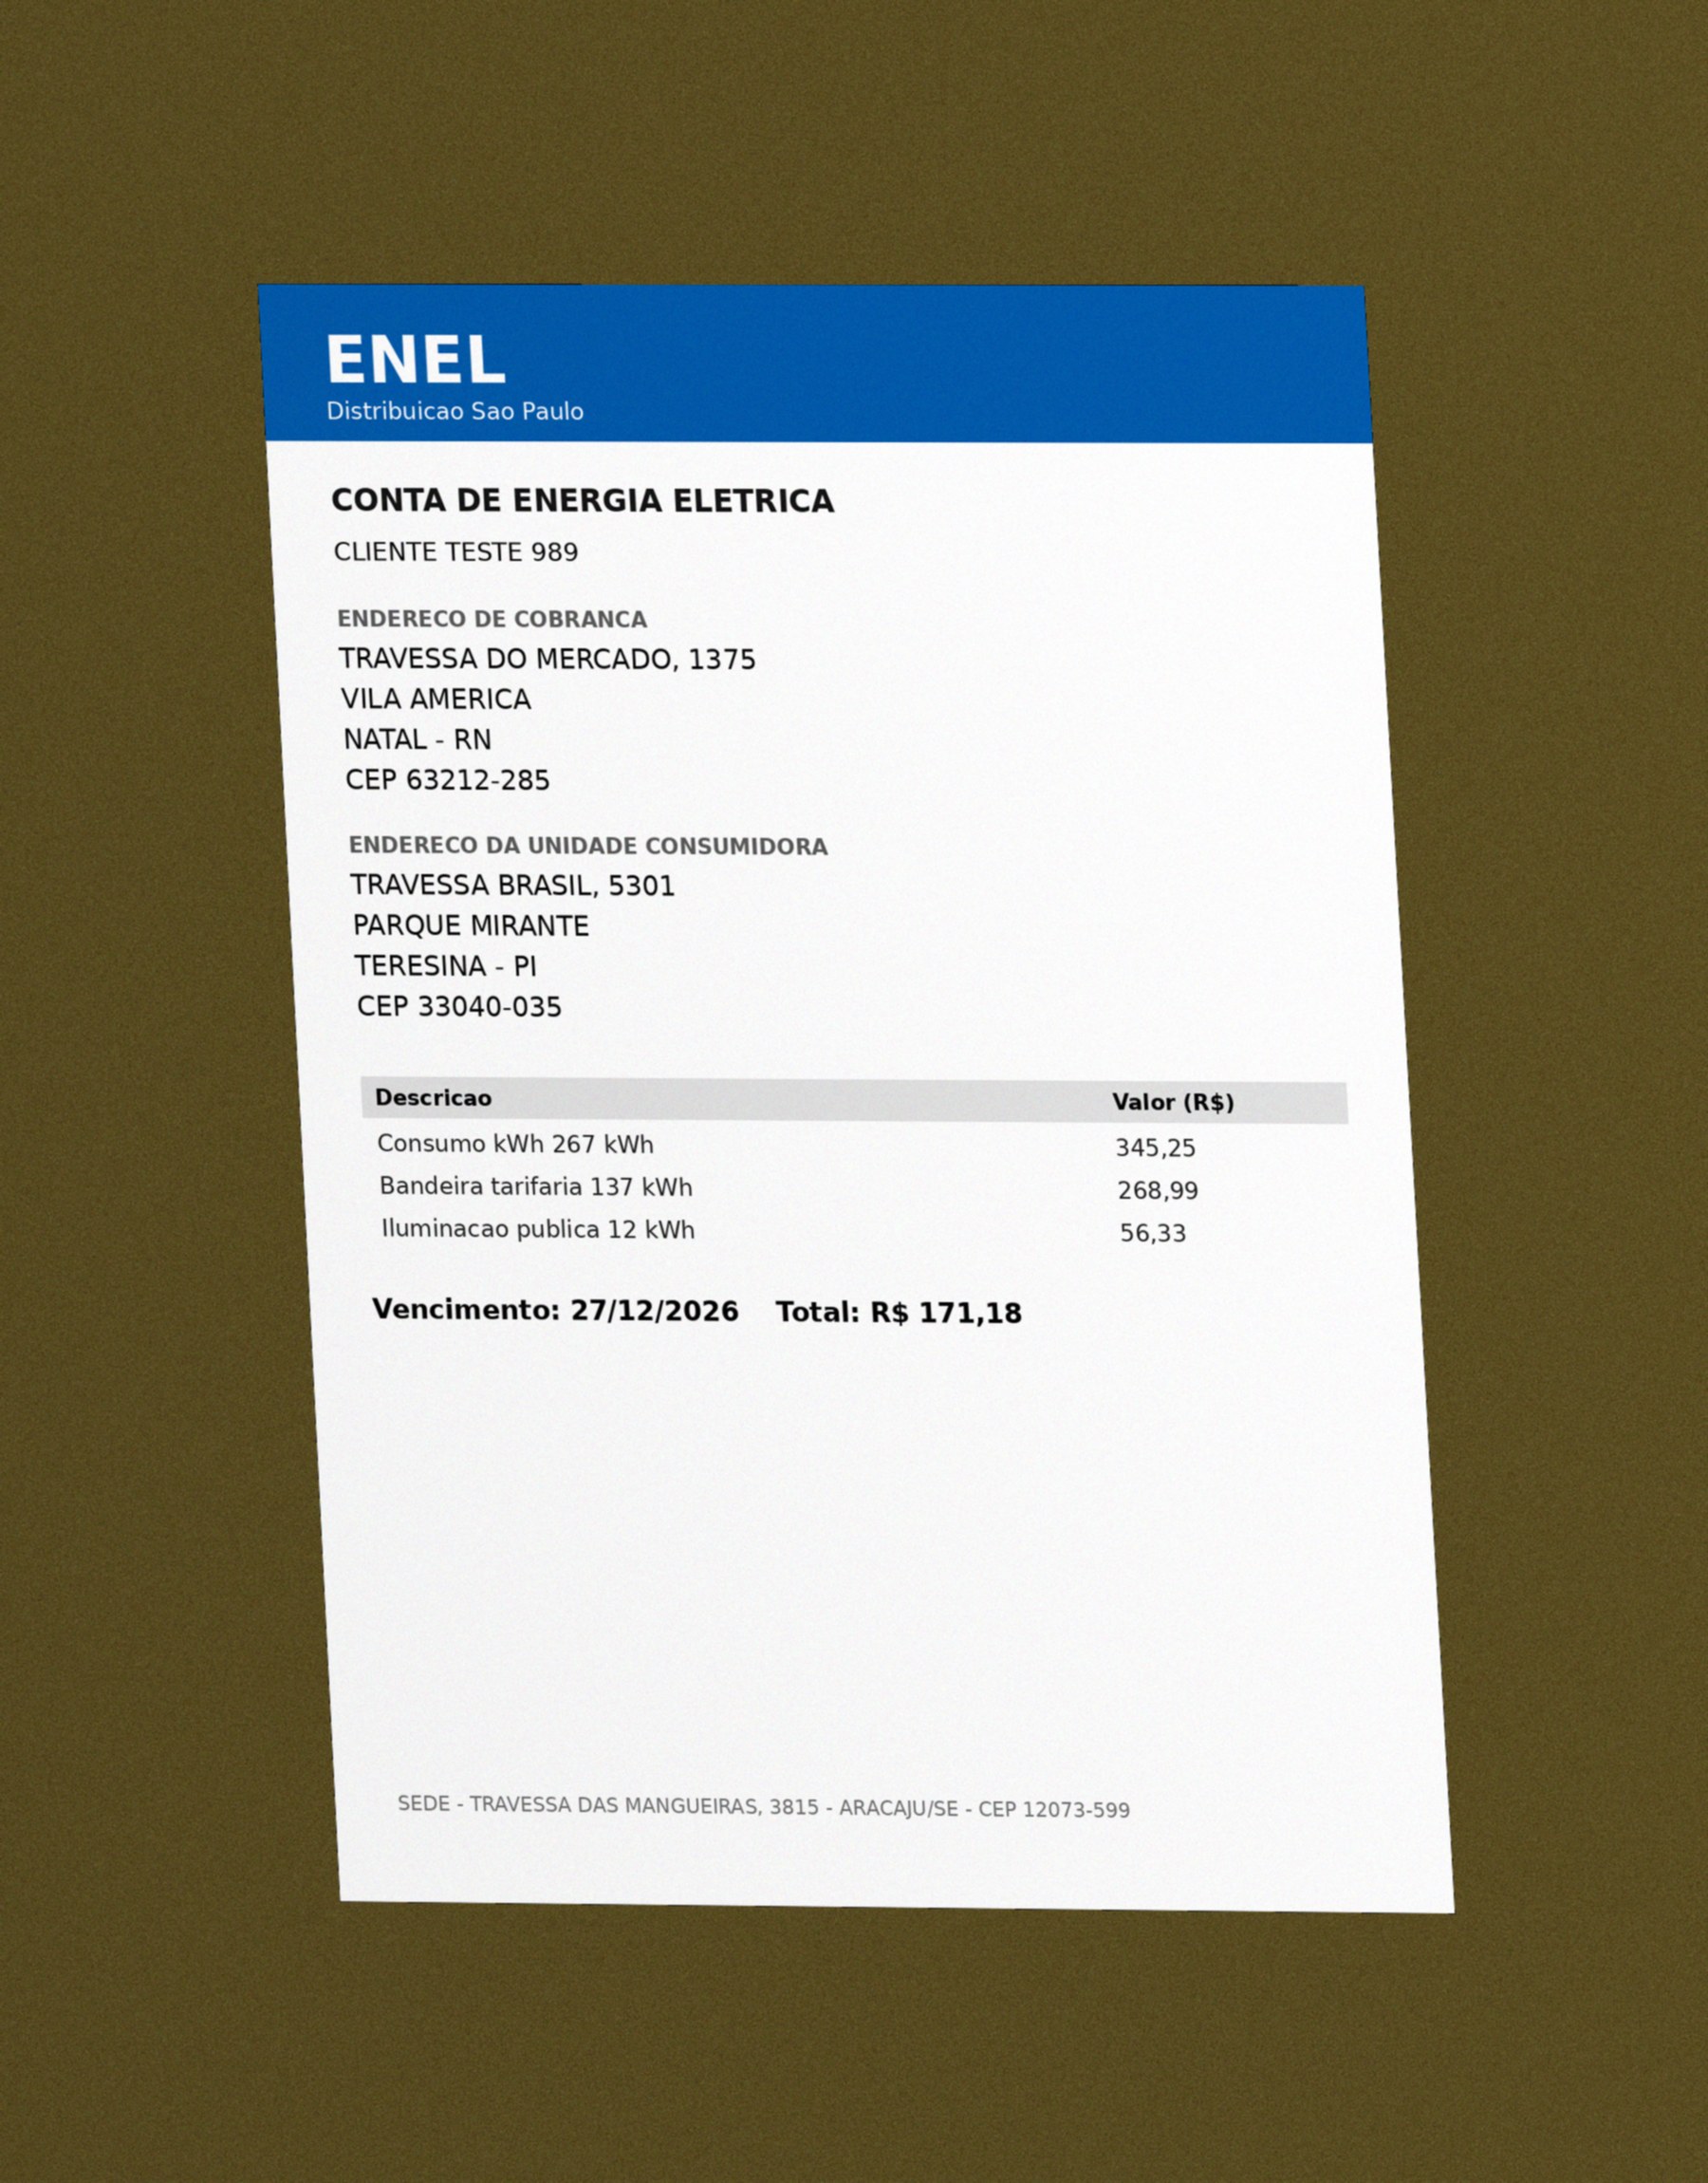 ENEL
Distribuicao Sao Paulo
CONTA DE ENERGIA ELETRICA
CLIENTE TESTE 989
ENDERECO DE COBRANCA
TRAVESSA DO MERCADO, 1375
VILA AMERICA
NATAL - RN
CEP 63212-285
ENDERECO DA UNIDADE CONSUMIDORA
TRAVESSA BRASIL, 5301
PARQUE MIRANTE
TERESINA - PI
CEP 33040-035
Descricao Valor (R$)
Consumo kWh 267 kWh 345,25
Bandeira tarifaria 137 kWh 268,99
Iluminacao publica 12 kWh 56,33
Vencimento: 27/12/2026 Total: R$ 171,18
SEDE - TRAVESSA DAS MANGUEIRAS, 3815 - ARACAJU/SE - CEP 12073-599